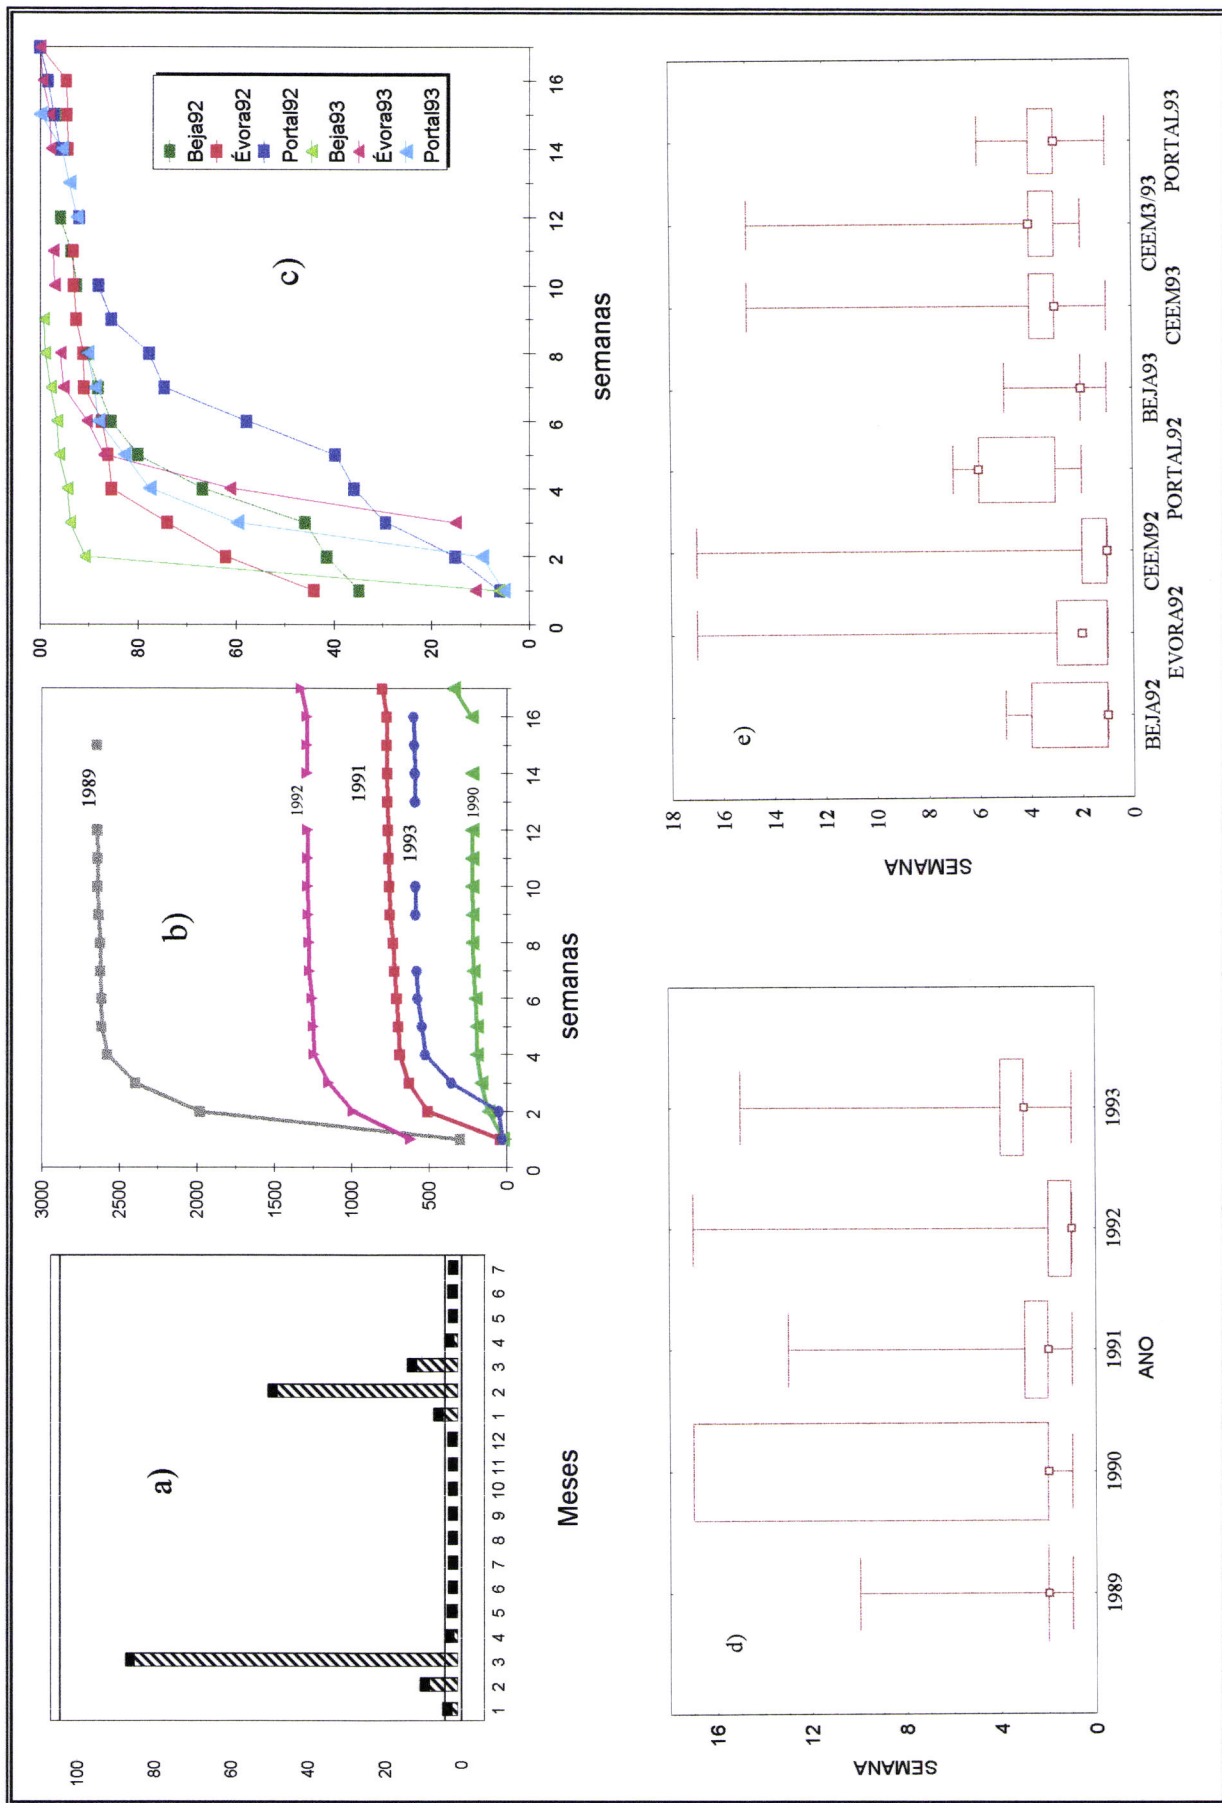 a)
100
80
60
40
20
0
1 2 3 4 5 6 7 8 9 10 11 12 1 2 3 4 5 6 7
Meses
b)
3000
2500
2000
1500
1000
500
0
1989
1992
1991
1993
1990
0 2 4 6 8 10 12 14 16
semanas
c)
00
80
60
40
20
0 2 4 6 8 10 12 14 16
semanas
Beja92
Évora92
Portal92
Beja93
Évora93
Portal93
d)
SEMANA
16
12
8
4
0
1989 1990 1991 1992 1993
ANO
e)
SEMANA
18
16
14
12
10
8
6
4
2
0
BEJA92 EVORA92 CEEM92 PORTAL92 BEJA93 CEEM93 CEEM3/93 PORTAL93